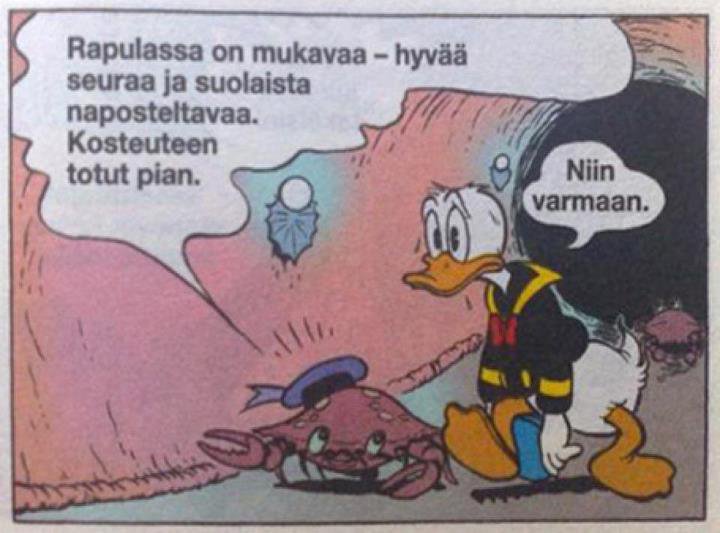 Rapulassa on mukavaa – hyvää
seuraa ja suolaista
naposteltavaa.
Kosteuteen
totut pian.
Niin
varmaan.